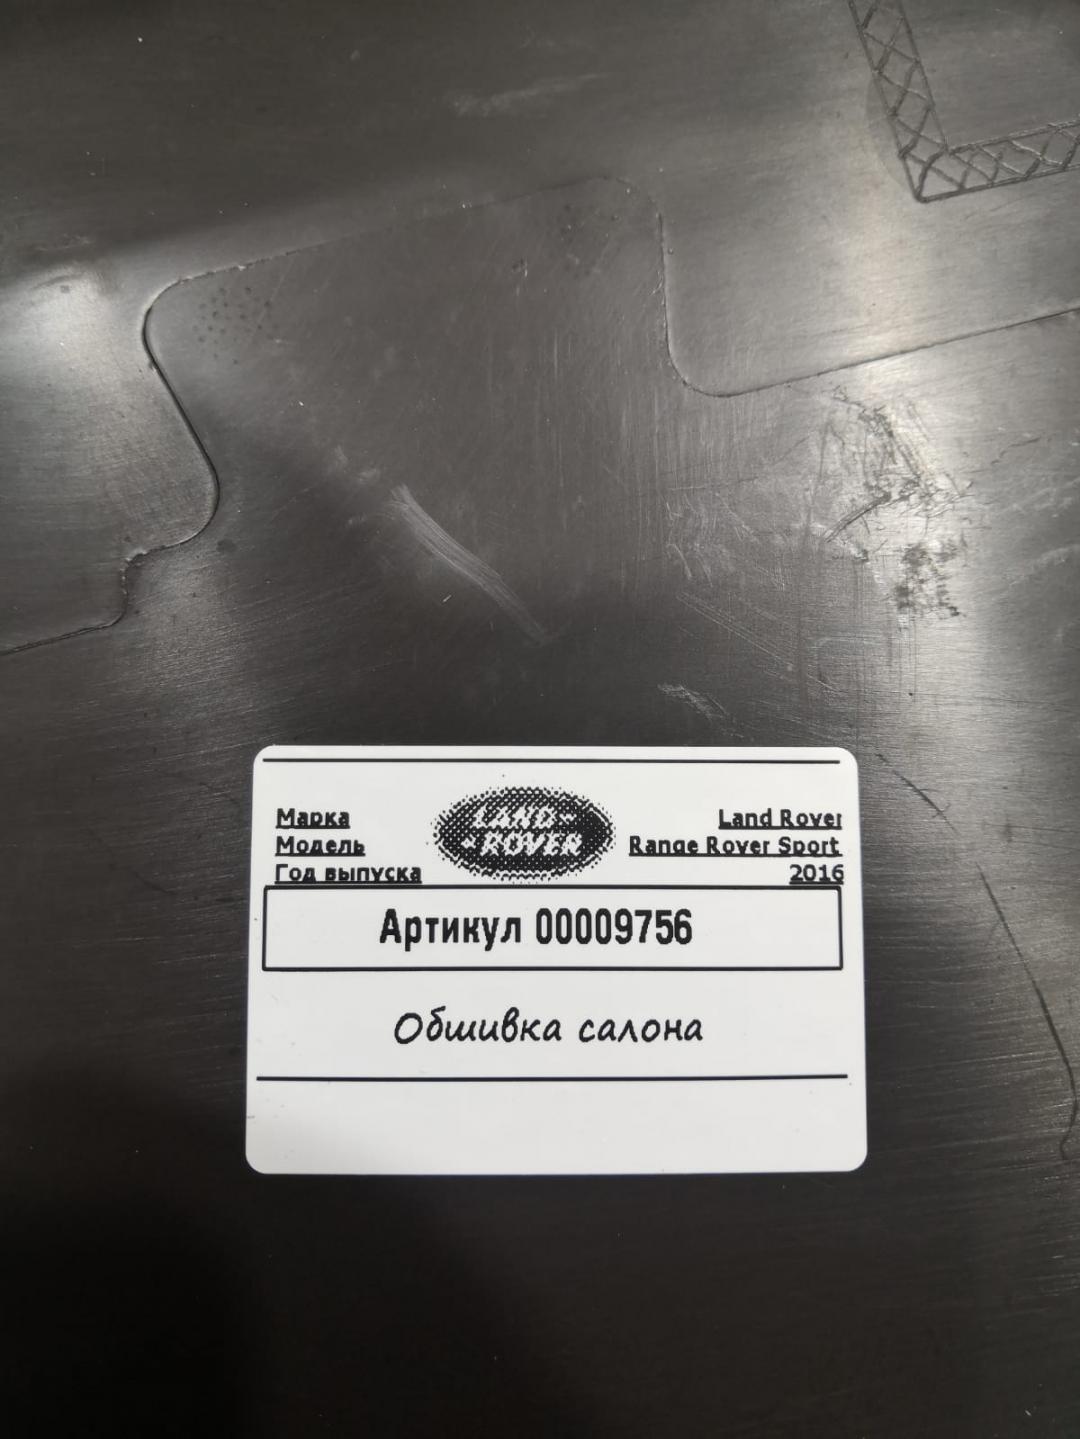 Марка LAND- Land Rover
Модель -ROVER Range Rover Sport
Год выпуска 2016
Артикул 00009756
Обшивка салона